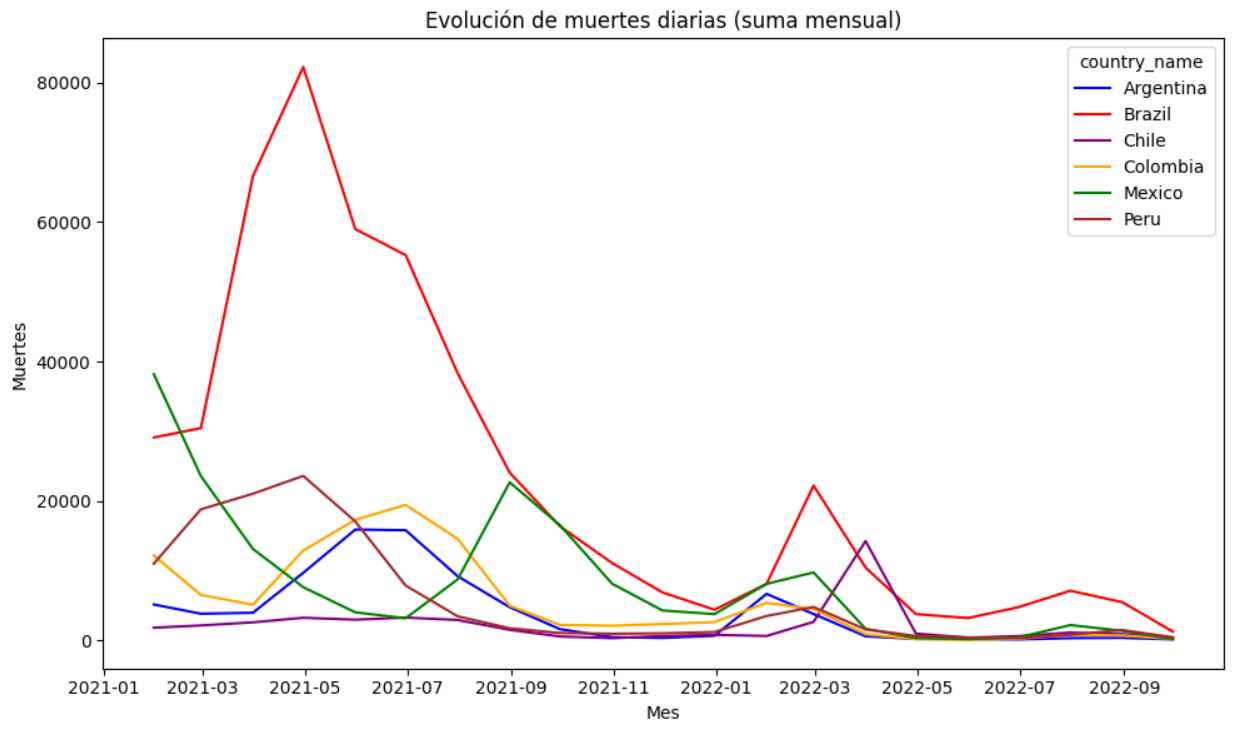 Evolución de muertes diarias (suma mensual)
country_name
Argentina
Brazil
Chile
Colombia
Mexico
Peru
Muertes
80000
60000
40000
20000
0
2021-01 2021-03 2021-05 2021-07 2021-09 2021-11 2022-01 2022-03 2022-05 2022-07 2022-09
Mes